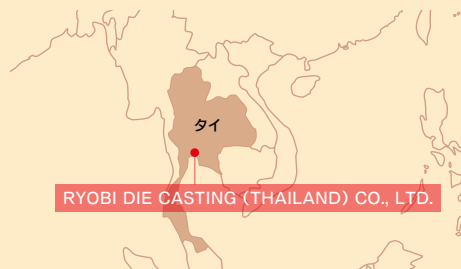 タイ
RYOBI DIE CASTING (THAILAND) CO., LTD.